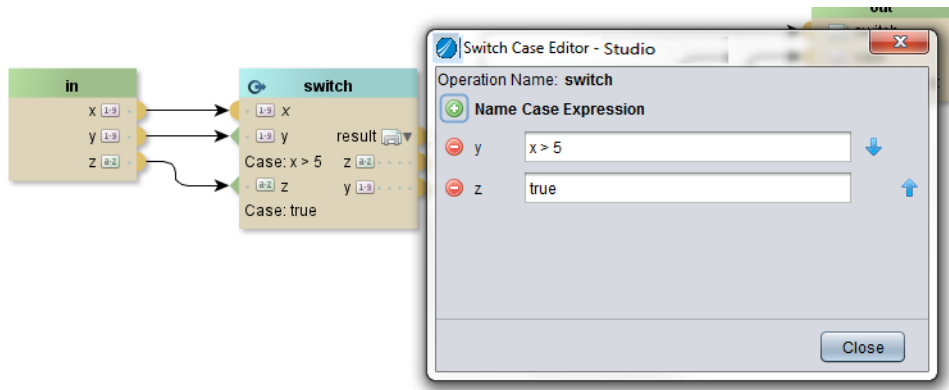 out
switch
Switch Case Editor - Studio
x
in
switch
Operation Name: switch
Name Case Expression
x 1-9
1-9 x
y 1-9
1-9 y
result
y
x > 5
z a-z
Case: x > 5
z a-z
a-z z
y 1-9
z
true
Case: true
Close